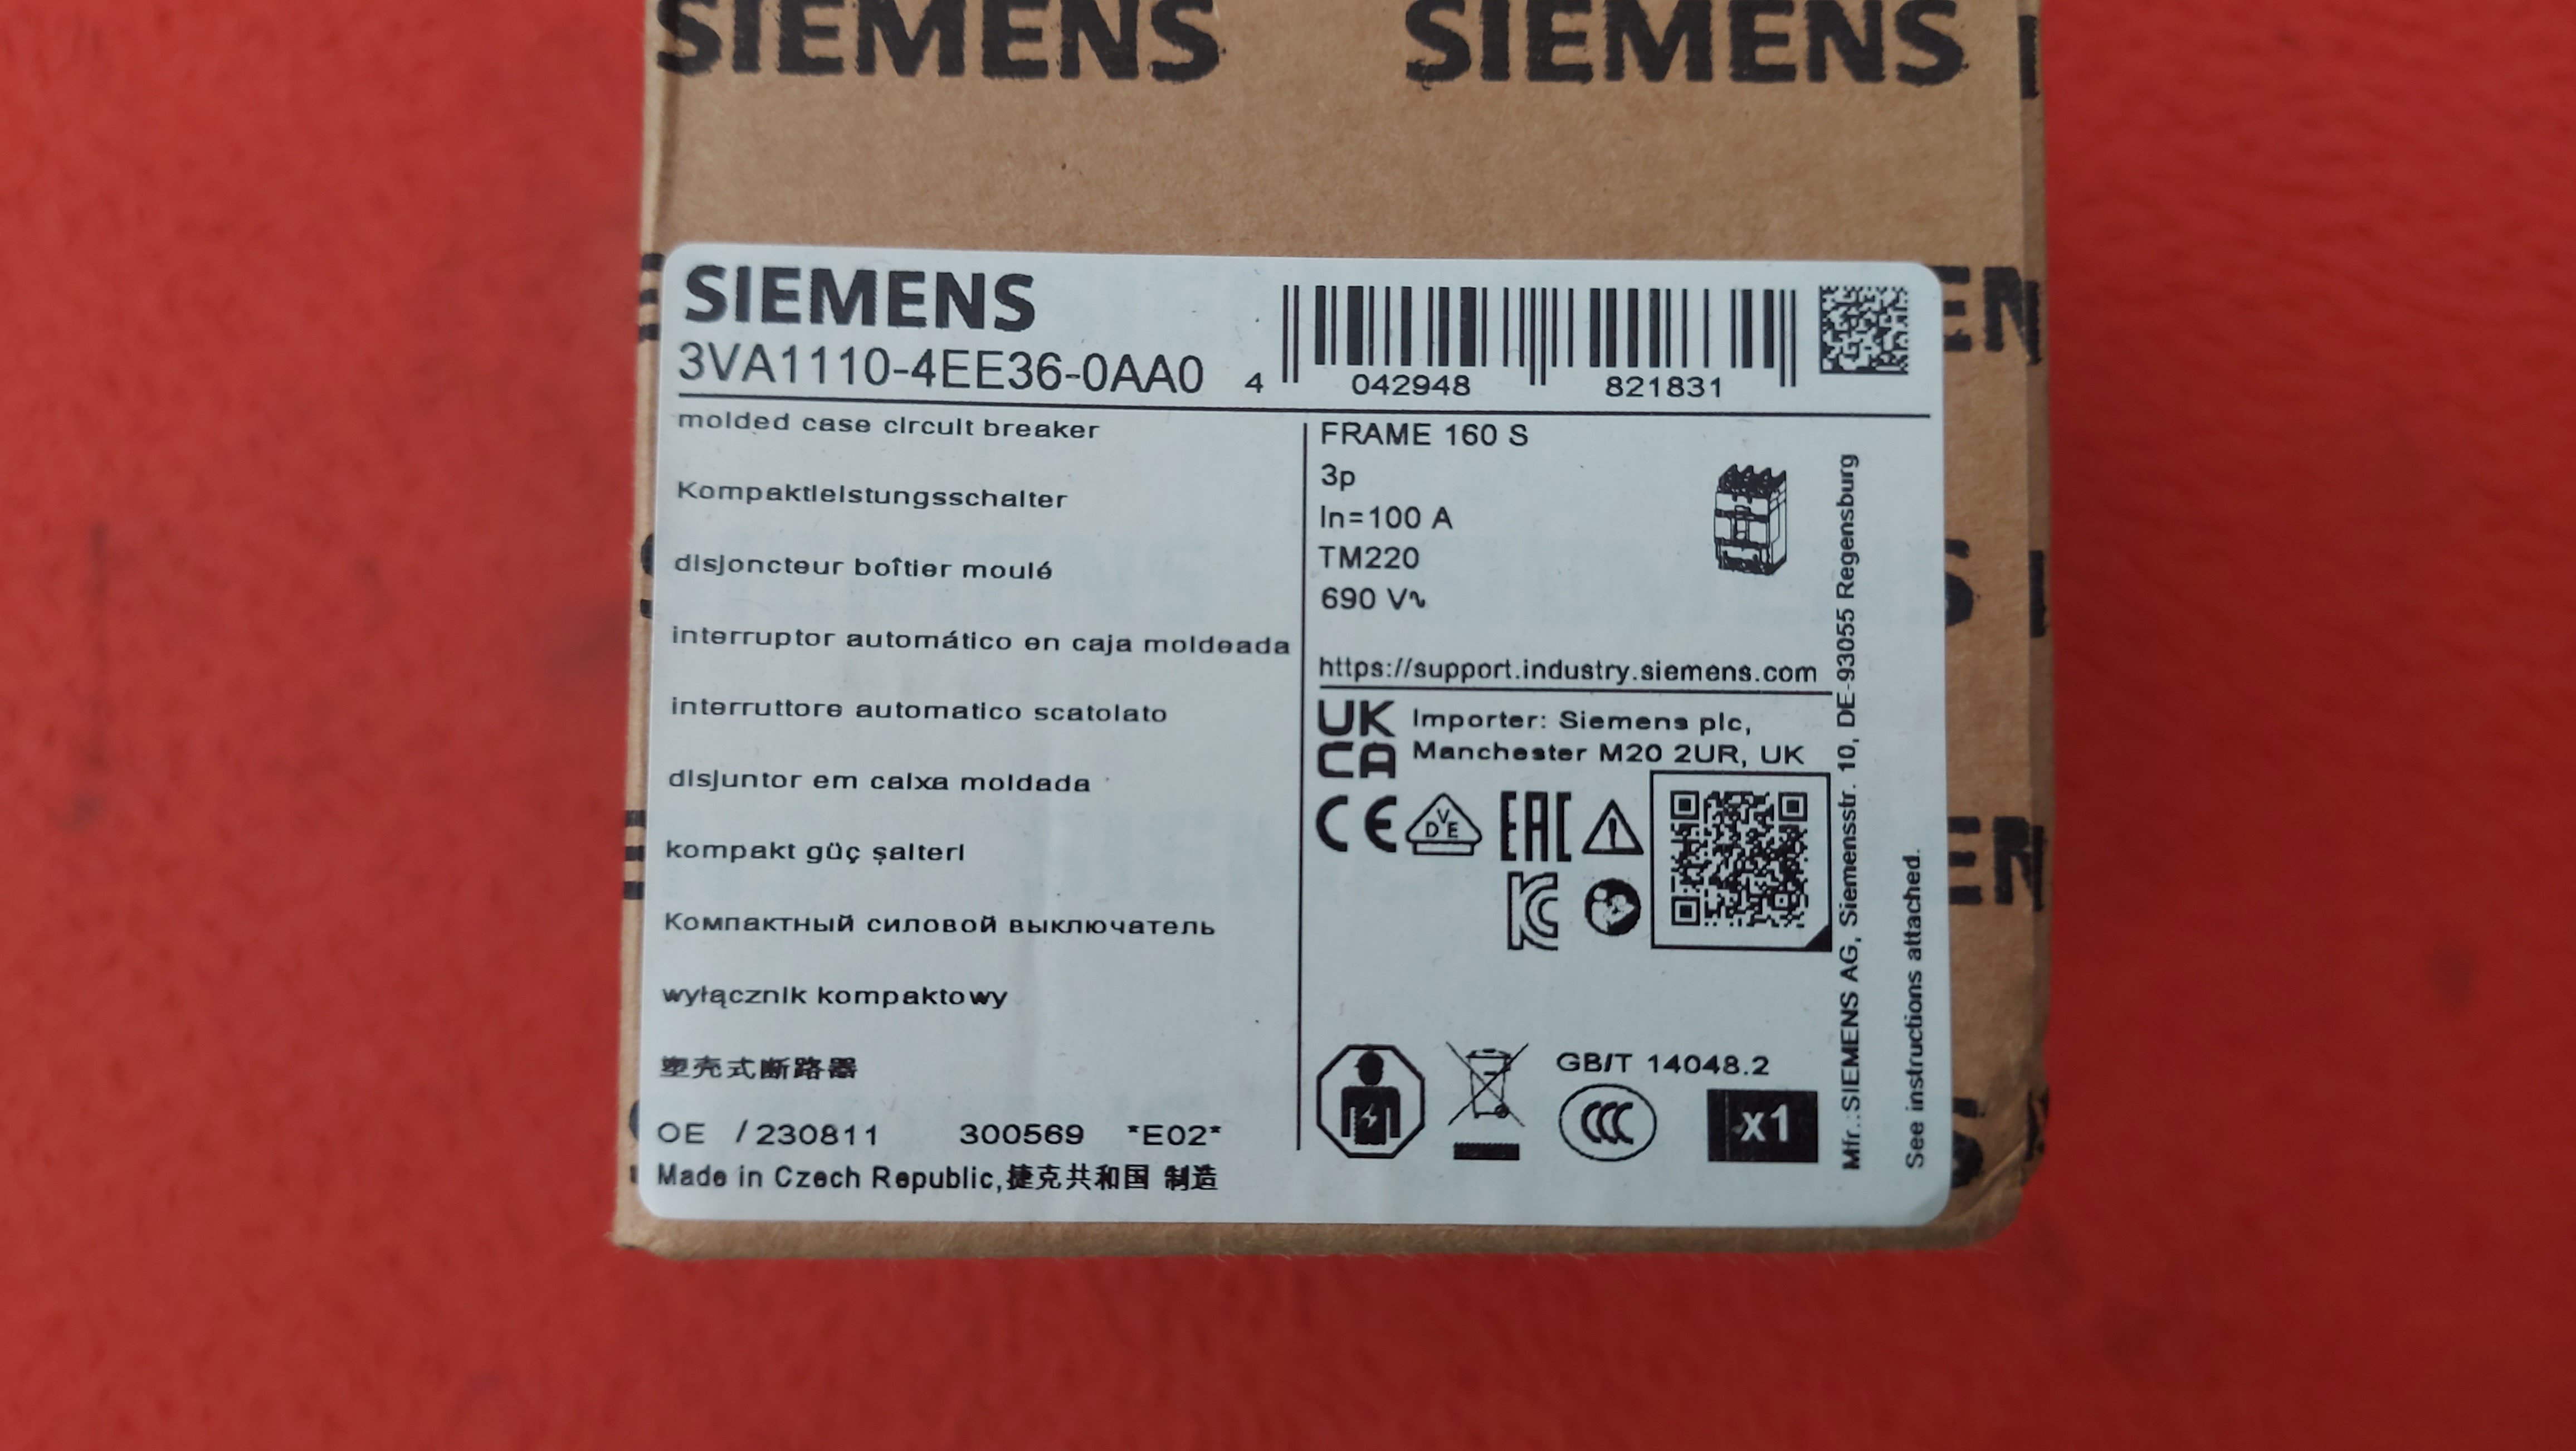 SIEMENS SIEMENS
SIEMENS
3VA1110-4EE36-0AA0
4 042948 821831
molded case circuit breaker
Kompaktleistungsschalter
disjoncteur boîtier moulé
interruptor automático en caja moldeada
interruttore automatico scatolato
disjuntor em caixa moldada
kompakt güç şalteri
Компактный силовой выключатель
wyłącznik kompaktowy
塑壳式断路器
OE /230811 300569 *E02*
Made in Czech Republic,捷克共和国 制造
FRAME 160 S
3p
In=100 A
TM220
690 V~
https://support.industry.siemens.com
UK
CA
Importer: Siemens plc,
Manchester M20 2UR, UK
CE VDE EAC
KC
GB/T 14048.2
CCC x1
Mfr.:SIEMENS AG, Siemensstr. 10, DE-93055 Regensburg
See instructions attached.
EN
S
EN
S